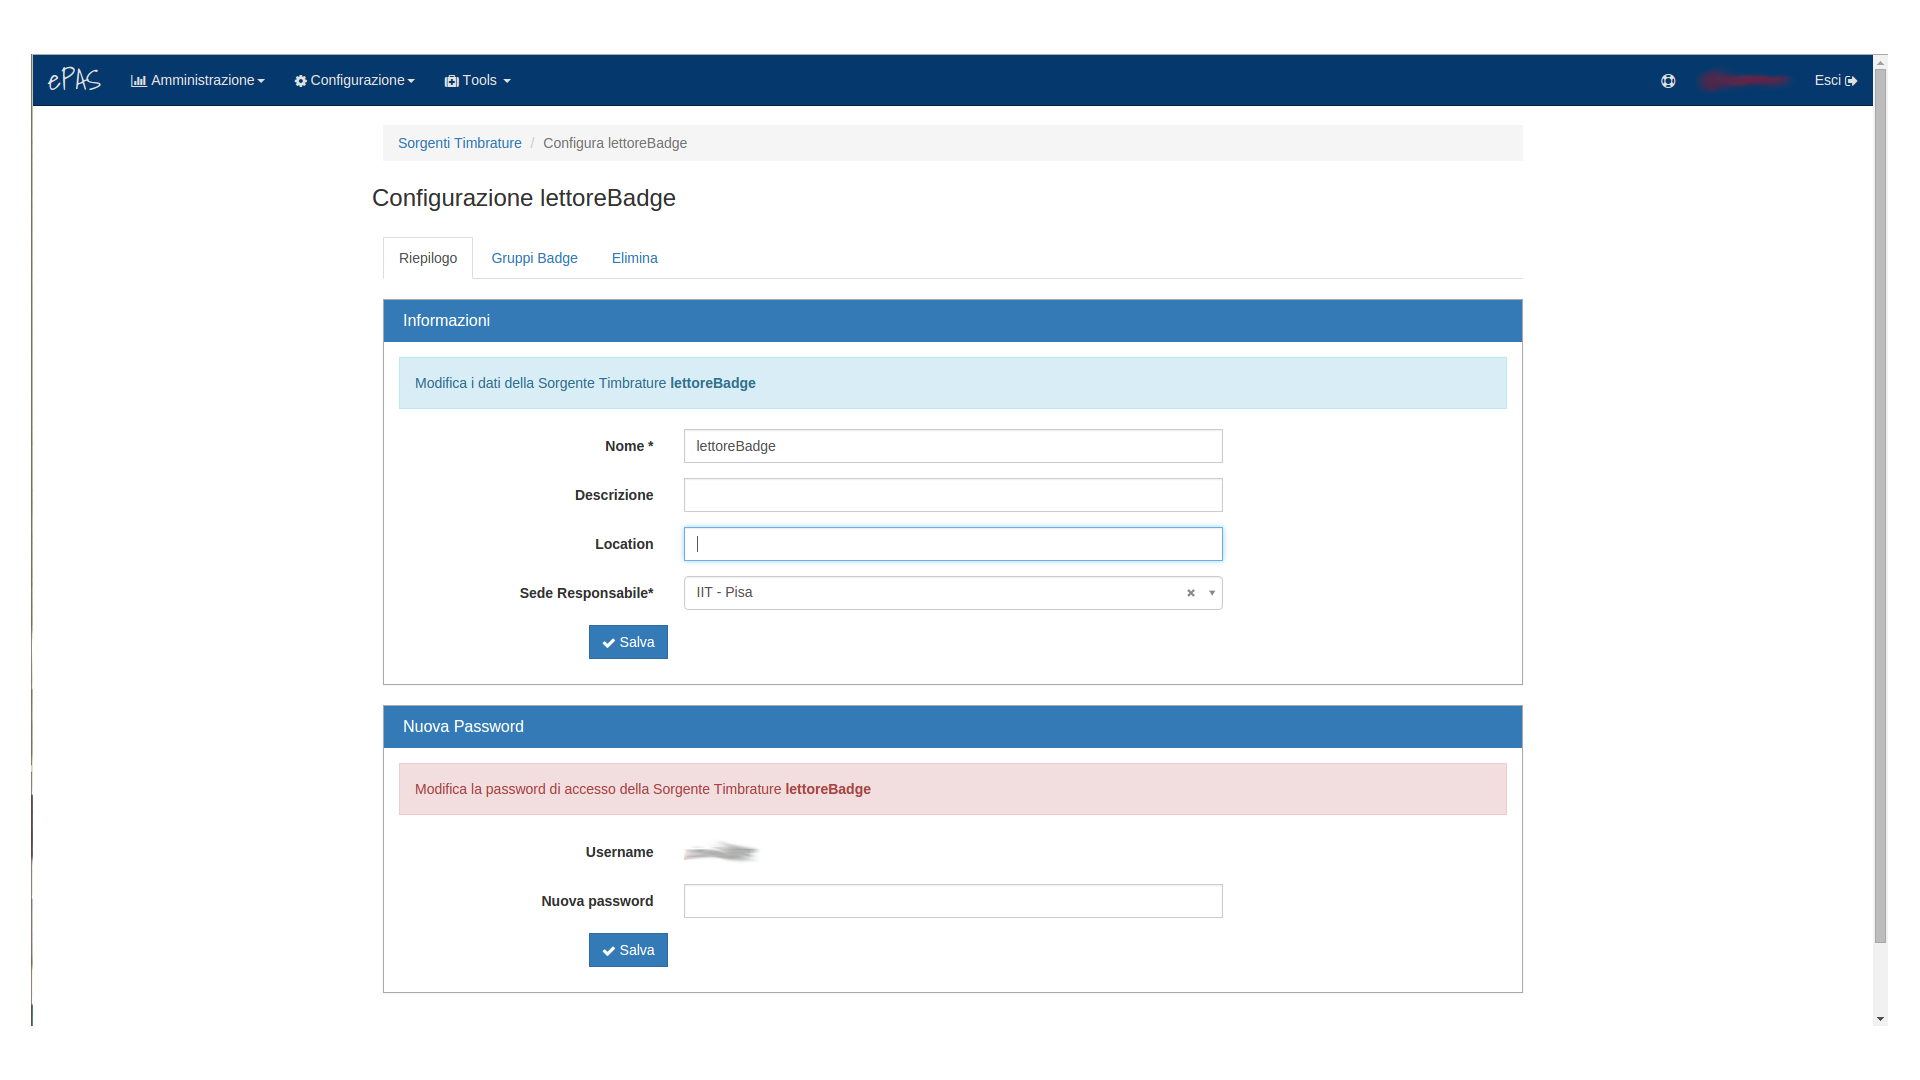 ePAS Amministrazione Configurazione Tools Esci
Sorgenti Timbrature / Configura lettoreBadge
Configurazione lettoreBadge
Riepilogo Gruppi Badge Elimina
Informazioni
Modifica i dati della Sorgente Timbrature lettoreBadge
Nome * lettoreBadge
Descrizione
Location
Sede Responsabile* IIT - Pisa
Salva
Nuova Password
Modifica la password di accesso della Sorgente Timbrature lettoreBadge
Username
Nuova password
Salva